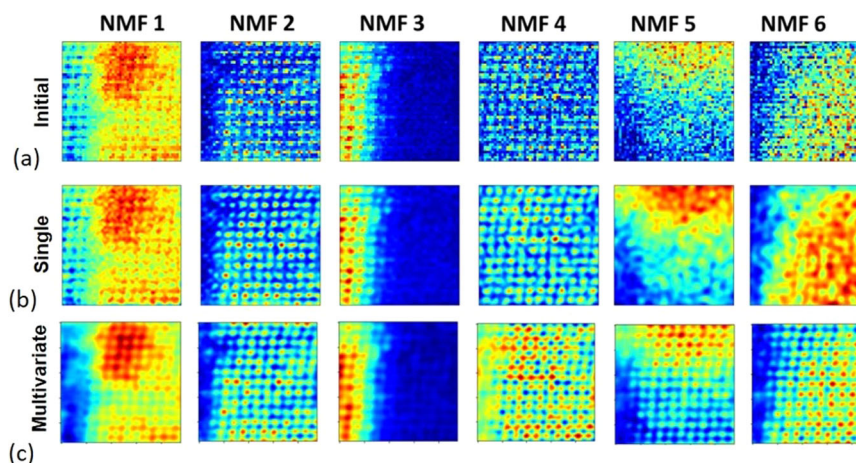 NMF 1 NMF 2 NMF 3 NMF 4 NMF 5 NMF 6
Initial
(a)
Single
(b)
Multivariate
(c)